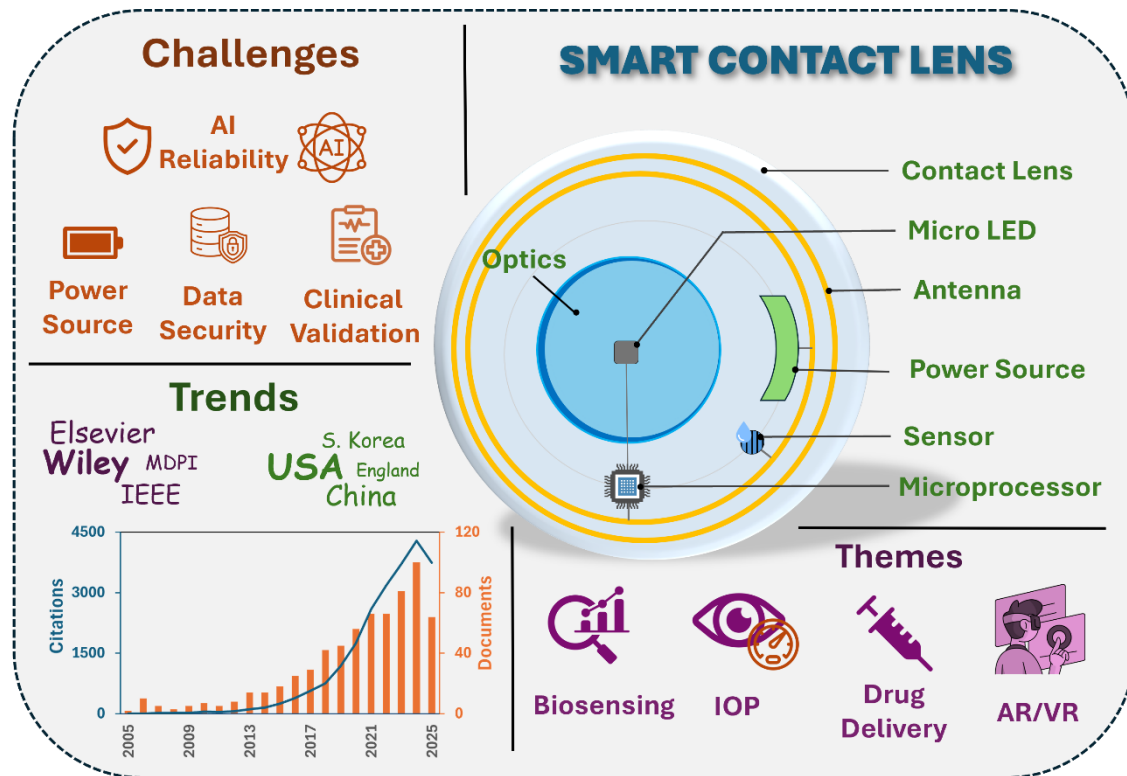 Challenges
AI
Reliability
AI
Power
Source
Data
Security
Clinical
Validation
SMART CONTACT LENS
Contact Lens
Micro LED
Optics
Antenna
Power Source
Sensor
Microprocessor
Trends
Elsevier
Wiley
MDPI
IEEE
S. Korea
USA
England
China
4500
3000
1500
0
Citations
120
80
40
0
Documents
2005
2009
2013
2017
2021
2025
Themes
Biosensing
IOP
Drug
Delivery
AR/VR